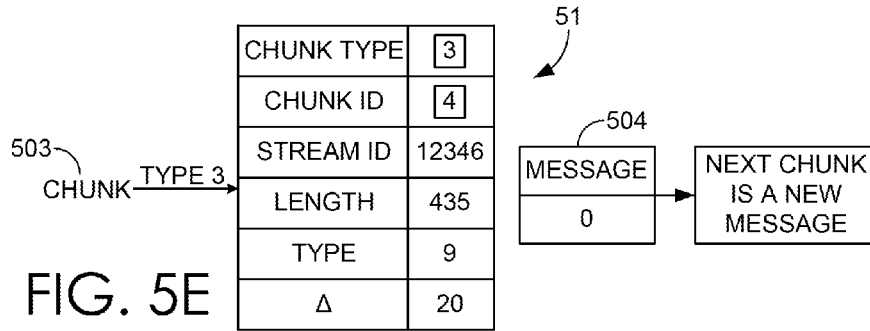 51
CHUNK TYPE 3
CHUNK ID 4
STREAM ID 12346
LENGTH 435
TYPE 9
Δ 20
503
CHUNK
TYPE 3
504
MESSAGE
0
NEXT CHUNK
IS A NEW
MESSAGE
FIG. 5E